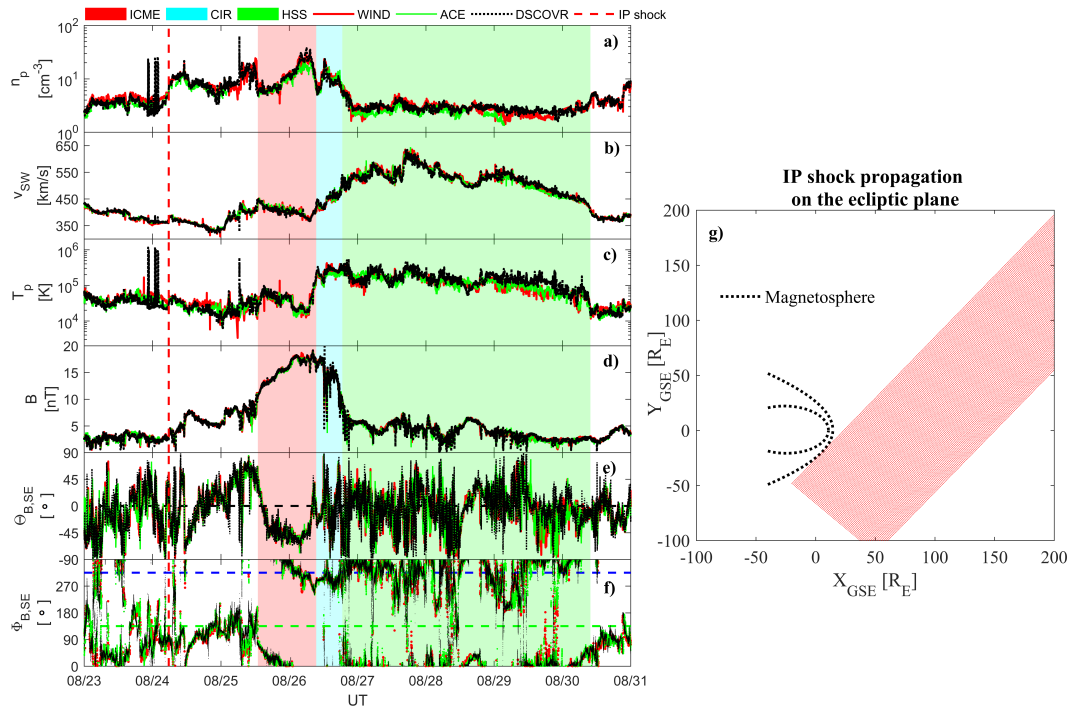 ICME CIR HSS WIND ACE DSCOVR IP shock
a)
n_p
[cm^-3]
10^2
10^1
10^0
b)
v_SW
[km/s]
650
550
450
350
c)
T_p
[K]
10^6
10^5
10^4
d)
B
[nT]
20
15
10
5
e)
Θ_B,SE
[ ∘ ]
90
45
0
-45
-90
f)
Φ_B,SE
[ ∘ ]
270
180
90
0
08/23 08/24 08/25 08/26 08/27 08/28 08/29 08/30 08/31
UT
IP shock propagation
on the ecliptic plane
g)
Magnetosphere
Y_GSE [R_E]
200
150
100
50
0
-50
-100
-100 -50 0 50 100 150 200
X_GSE [R_E]